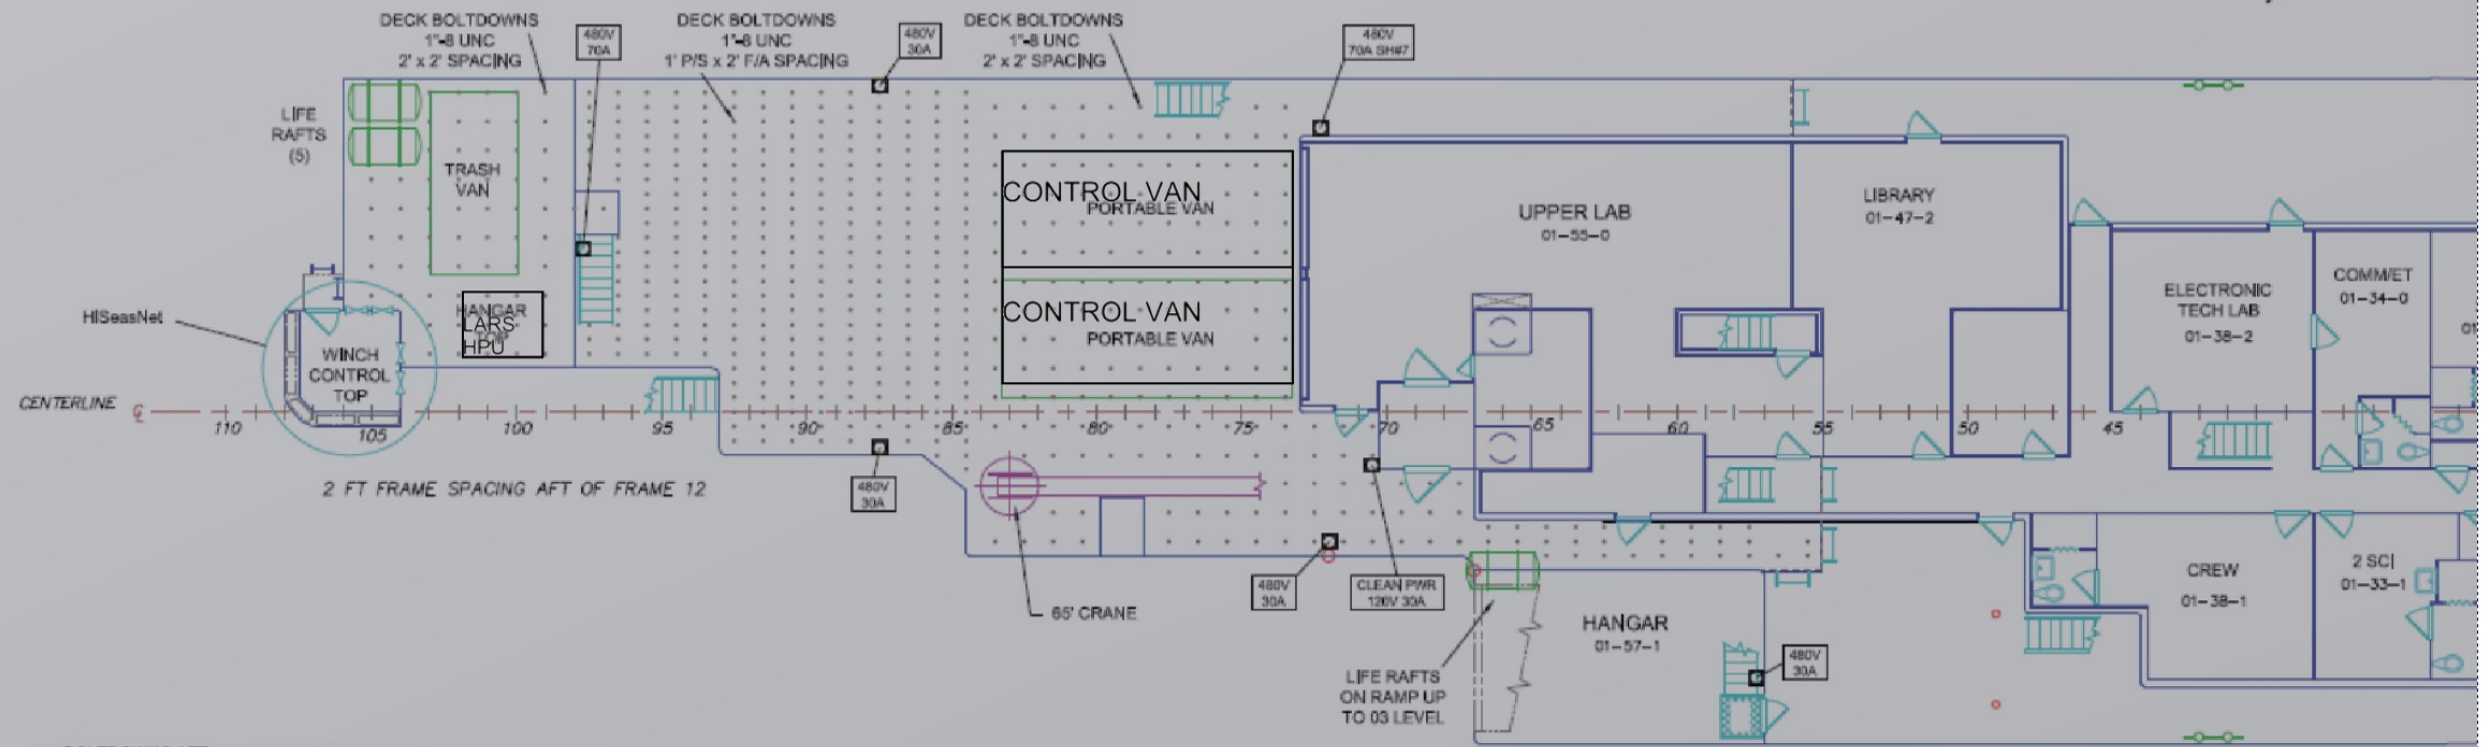 DECK BOLTDOWNS
1"-8 UNC
2' x 2' SPACING
480V
70A
DECK BOLTDOWNS
1"-8 UNC
1' P/S x 2' F/A SPACING
480V
30A
DECK BOLTDOWNS
1"-8 UNC
2' x 2' SPACING
480V
70A SH#7
LIFE
RAFTS
(5)
TRASH
VAN
CONTROL VAN
PORTABLE VAN
UPPER LAB
01-55-0
LIBRARY
01-47-2
HISeasNet
HANGAR
TOP
LARS
HPU
CONTROL VAN
PORTABLE VAN
ELECTRONIC
TECH LAB
01-38-2
COMM/ET
01-34-0
WINCH
CONTROL
TOP
CENTERLINE
110 105 100 95 90 85 80 75 70 65 60 55 50 45
2 FT FRAME SPACING AFT OF FRAME 12
480V
30A
65' CRANE
480V
30A
CLEAN PWR
120V 30A
HANGAR
01-57-1
CREW
01-38-1
2 SCI
01-33-1
LIFE RAFTS
ON RAMP UP
TO 03 LEVEL
480V
30A